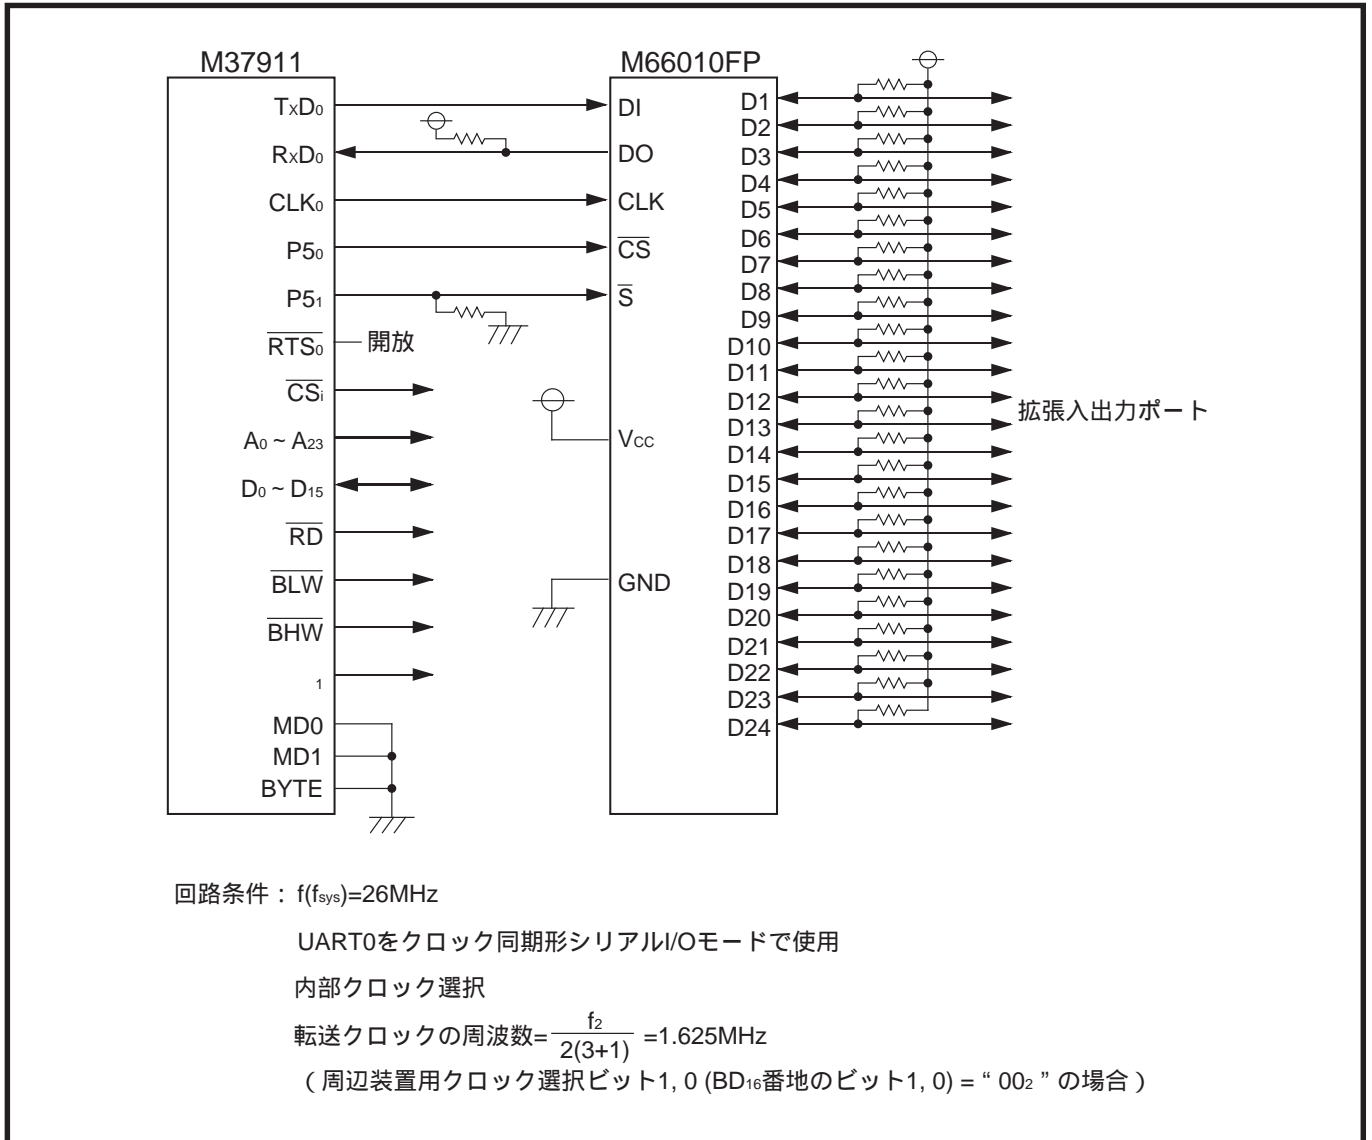 M37911
M66010FP
TxD0
RxD0
CLK0
P50
P51
RTS0
開放
CSi
A0 ~ A23
D0 ~ D15
RD
BLW
BHW
1
MD0
MD1
BYTE
DI
DO
CLK
CS
S
VCC
GND
D1
D2
D3
D4
D5
D6
D7
D8
D9
D10
D11
D12
D13
D14
D15
D16
D17
D18
D19
D20
D21
D22
D23
D24
拡張入出力ポート
回路条件：f(fsys)=26MHz
UART0をクロック同期形シリアルI/Oモードで使用
内部クロック選択
転送クロックの周波数=f2/2(3+1) =1.625MHz
（周辺装置用クロック選択ビット1, 0 (BD16番地のビット1, 0) = “ 002 ” の場合）